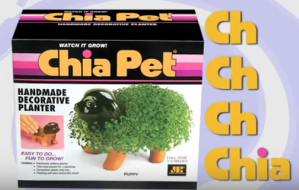 WATCH IT GROW!
Chia Pet®
HANDMADE
DECORATIVE
PLANTER
EASY TO DO...
FUN TO GROW!
PUPPY
Ch
Ch
Ch
Chia